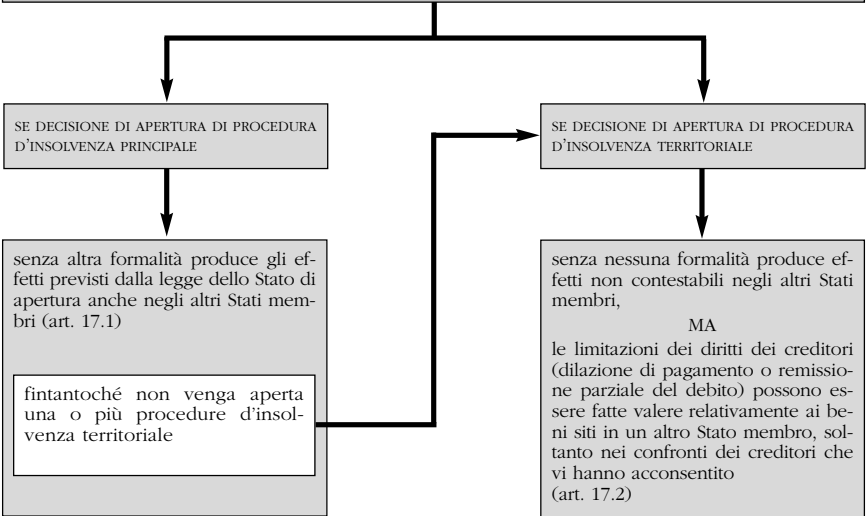 SE DECISIONE DI APERTURA DI PROCEDURA
D'INSOLVENZA PRINCIPALE
senza altra formalità produce gli ef-
fetti previsti dalla legge dello Stato di
apertura anche negli altri Stati mem-
bri (art. 17.1)
fintantoché non venga aperta
una o più procedure d'insol-
venza territoriale
SE DECISIONE DI APERTURA DI PROCEDURA
D'INSOLVENZA TERRITORIALE
senza nessuna formalità produce ef-
fetti non contestabili negli altri Stati
membri,
MA
le limitazioni dei diritti dei creditori
(dilazione di pagamento o remissio-
ne parziale del debito) possono es-
sere fatte valere relativamente ai be-
ni siti in un altro Stato membro, sol-
tanto nei confronti dei creditori che
vi hanno acconsentito
(art. 17.2)